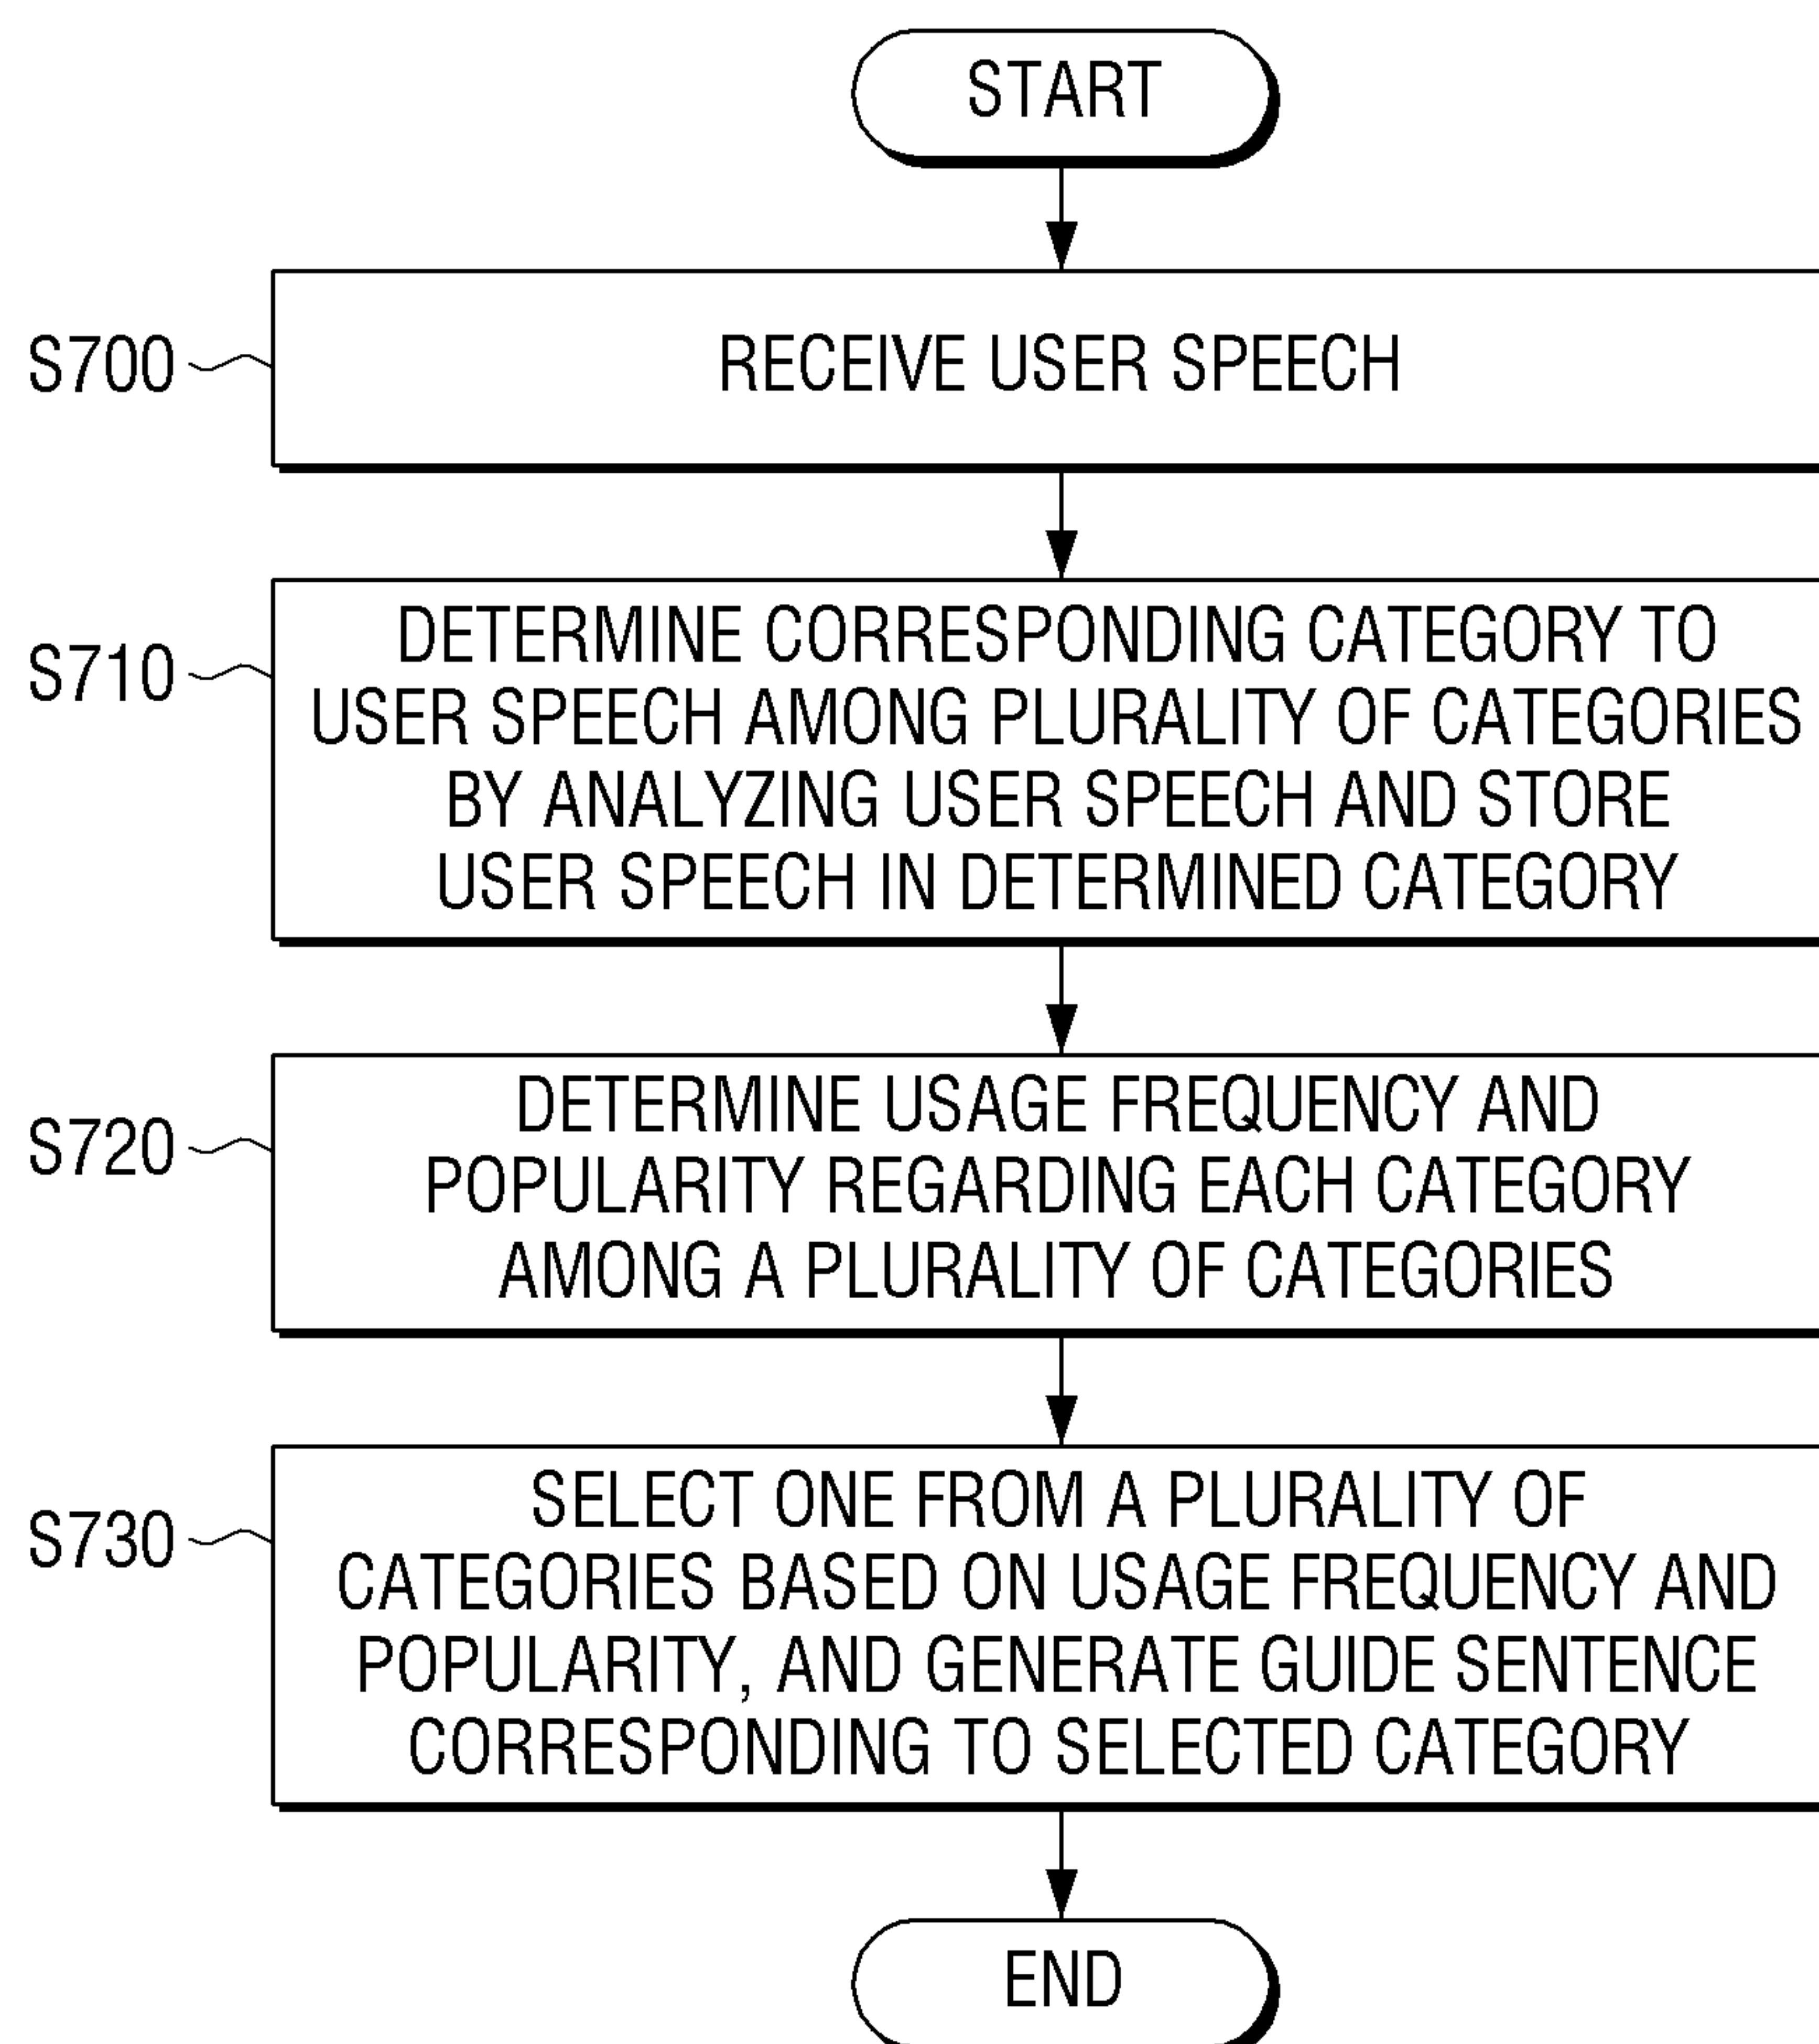 START
S700
RECEIVE USER SPEECH
S710
DETERMINE CORRESPONDING CATEGORY TO
USER SPEECH AMONG PLURALITY OF CATEGORIES
BY ANALYZING USER SPEECH AND STORE
USER SPEECH IN DETERMINED CATEGORY
S720
DETERMINE USAGE FREQUENCY AND
POPULARITY REGARDING EACH CATEGORY
AMONG A PLURALITY OF CATEGORIES
S730
SELECT ONE FROM A PLURALITY OF
CATEGORIES BASED ON USAGE FREQUENCY AND
POPULARITY, AND GENERATE GUIDE SENTENCE
CORRESPONDING TO SELECTED CATEGORY
END